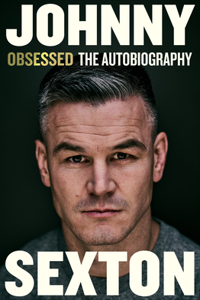 JOHNNY
OBSESSED THE AUTOBIOGRAPHY
SEXTON